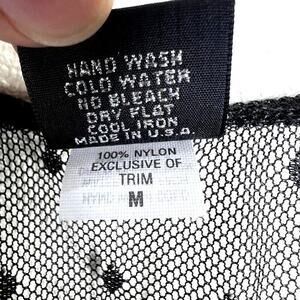 HAND WASH
COLD WATER
NO BLEACH
DRY FLAT
COOL IRON
MADE IN U.S.A.
100% NYLON
EXCLUSIVE OF
TRIM
M